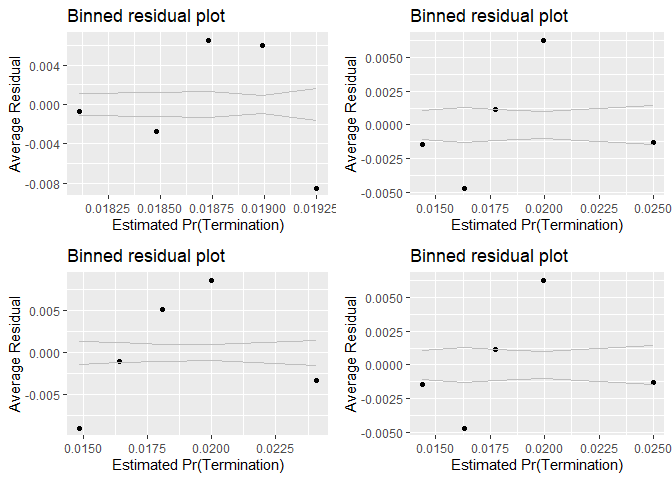 Binned residual plot
Average Residual
0.004
0.000
-0.004
-0.008
0.01825 0.01850 0.01875 0.01900 0.01925
Estimated Pr(Termination)
Binned residual plot
Average Residual
0.0050
0.0025
0.0000
-0.0025
-0.0050
0.0150 0.0175 0.0200 0.0225 0.0250
Estimated Pr(Termination)
Binned residual plot
Average Residual
0.005
0.000
-0.005
0.0150 0.0175 0.0200 0.0225
Estimated Pr(Termination)
Binned residual plot
Average Residual
0.0050
0.0025
0.0000
-0.0025
-0.0050
0.0150 0.0175 0.0200 0.0225 0.0250
Estimated Pr(Termination)